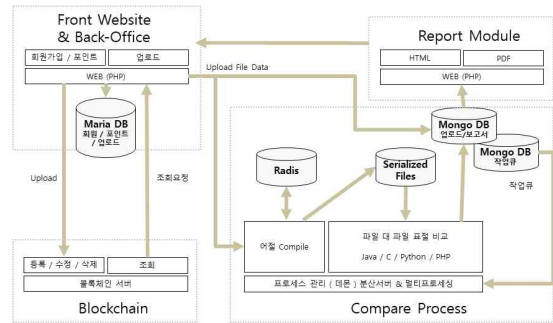 Front Website
& Back-Office
회원가입 / 포인트
업로드
WEB (PHP)
Maria DB
회원 / 포인트
/ 업로드
Upload File Data
Report Module
HTML
PDF
WEB (PHP)
Mongo DB
업로드/보고서
Mongo DB
작업큐
작업큐
Radis
Serialized
Files
Upload
조회요청
어절 Compile
파일 대 파일 표절 비교
Java / C / Python / PHP
프로세스 관리 ( 데몬 ) 분산서버 & 멀티프로세싱
Compare Process
등록 / 수정 / 삭제
조회
블록체인 서버
Blockchain